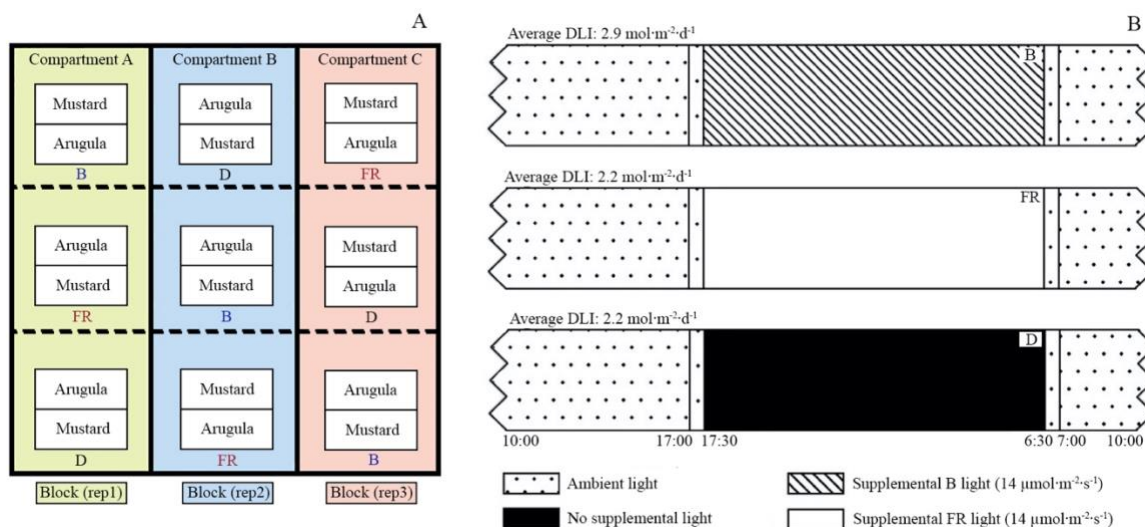 A
Compartment A
Mustard
Arugula
B
Arugula
Mustard
FR
Arugula
Mustard
D
Block (rep1)
Compartment B
Arugula
Mustard
D
Arugula
Mustard
B
Mustard
Arugula
FR
Block (rep2)
Compartment C
Mustard
Arugula
FR
Mustard
Arugula
D
Arugula
Mustard
B
Block (rep3)
B
Average DLI: 2.9 mol·m⁻²·d⁻¹
B
Average DLI: 2.2 mol·m⁻²·d⁻¹
FR
Average DLI: 2.2 mol·m⁻²·d⁻¹
D
10:00 17:00 17:30 6:30 7:00 10:00
Ambient light
Supplemental B light (14 µmol·m⁻²·s⁻¹)
No supplemental light
Supplemental FR light (14 µmol·m⁻²·s⁻¹)